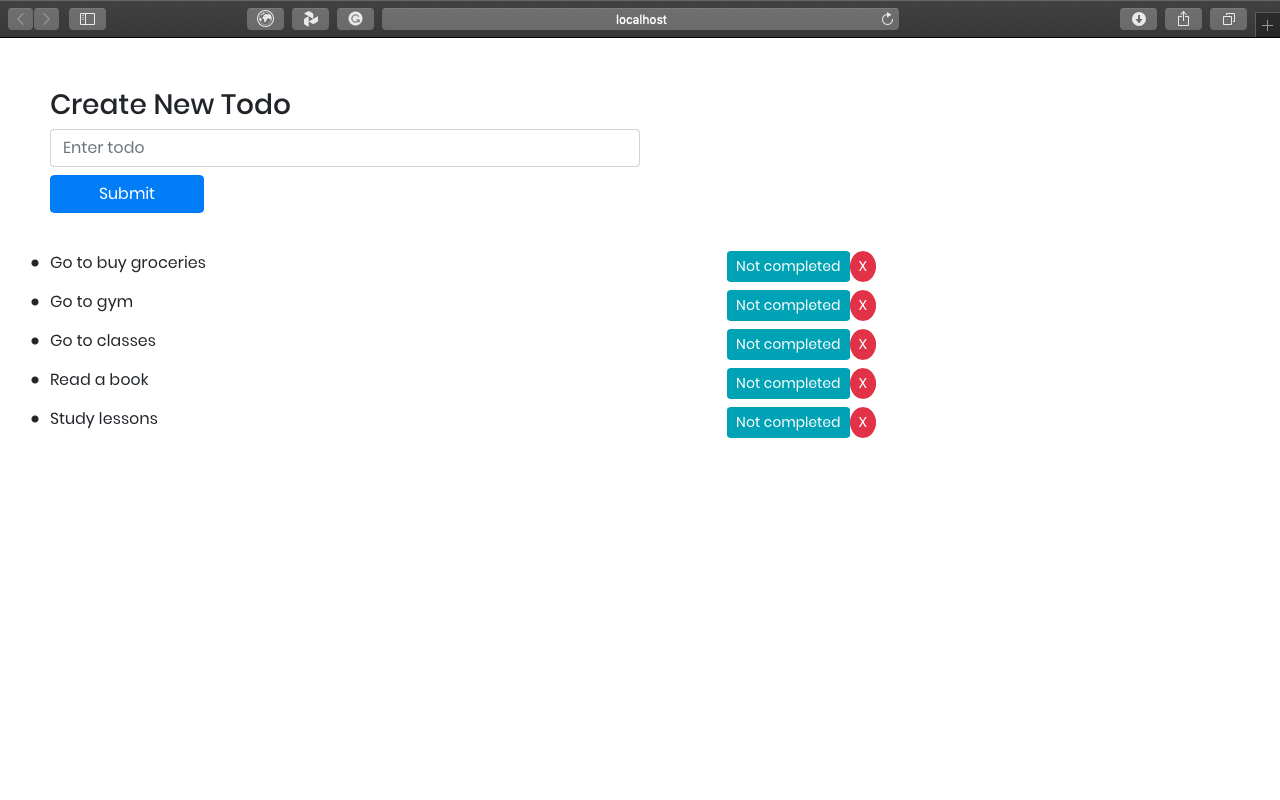 localhost
Create New Todo
Enter todo
Submit
Go to buy groceries Not completed X
Go to gym Not completed X
Go to classes Not completed X
Read a book Not completed X
Study lessons Not completed X